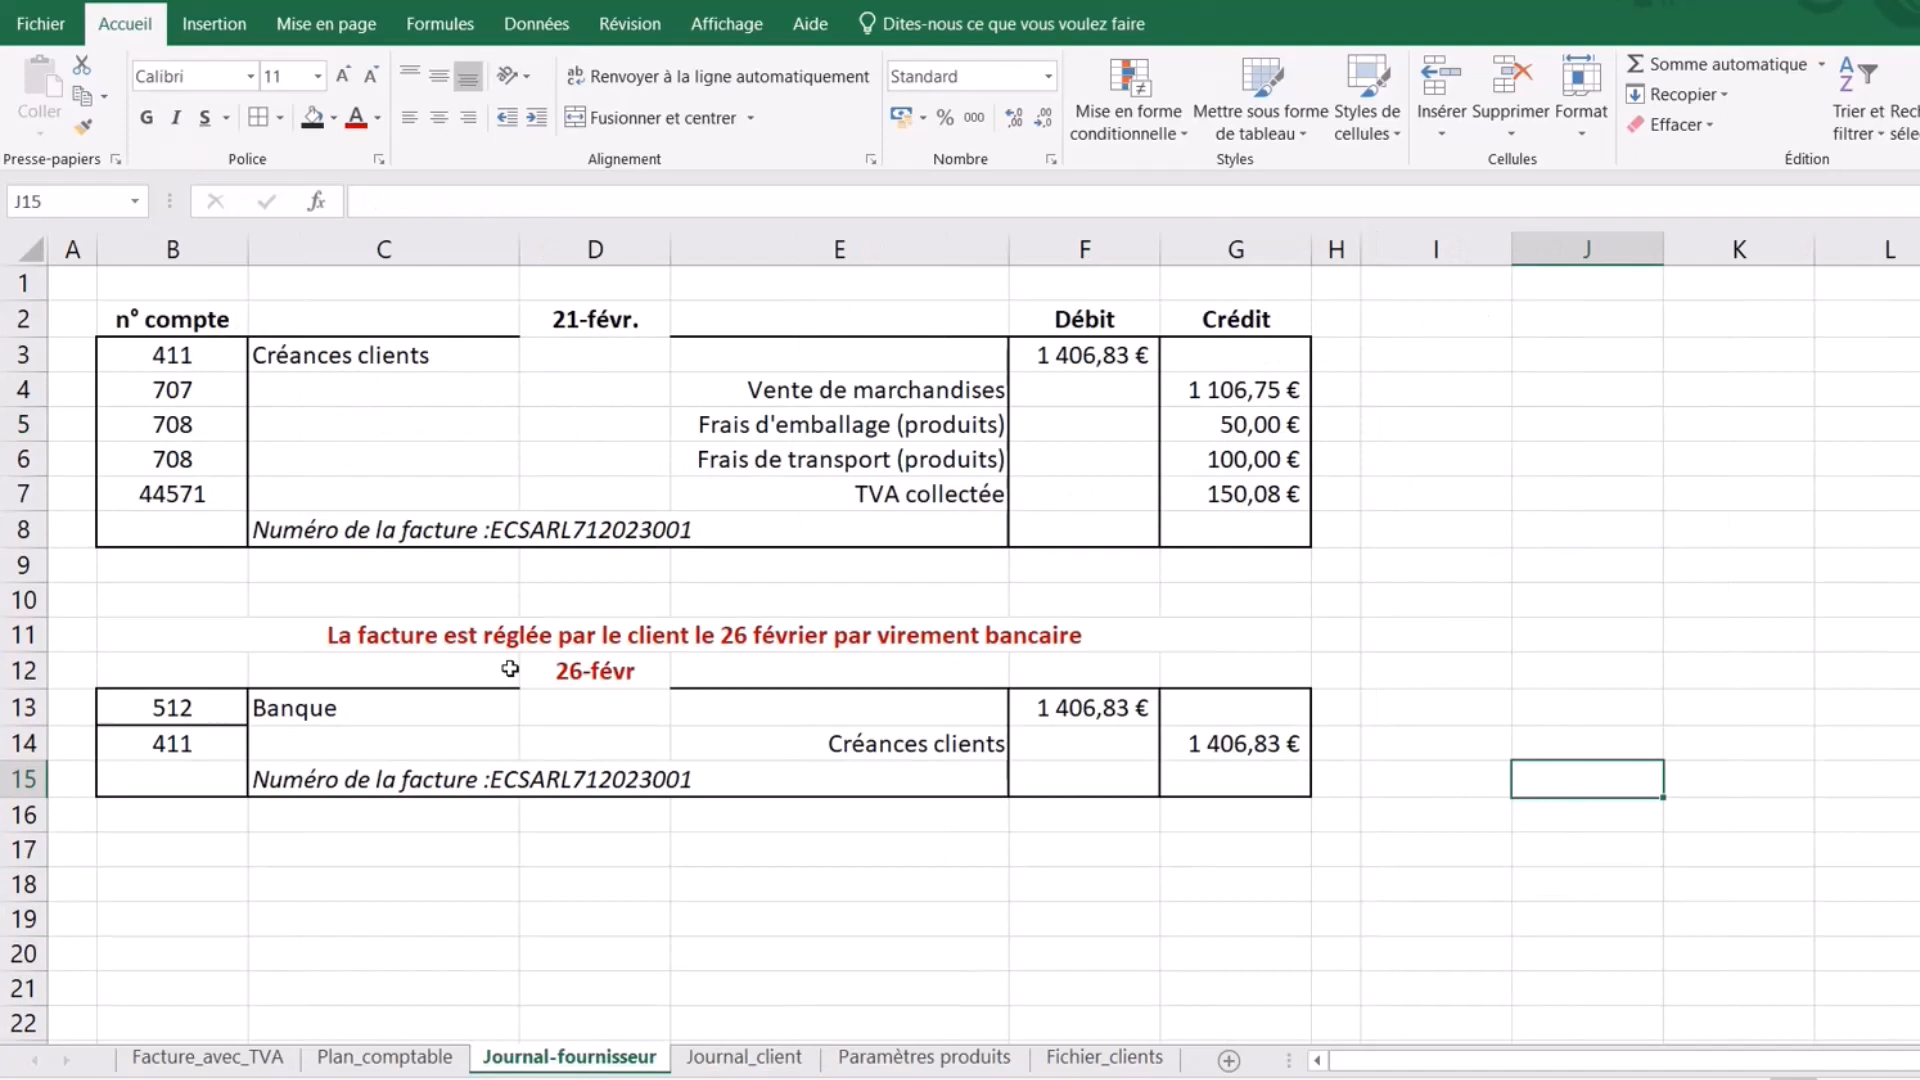 Fichier Accueil Insertion Mise en page Formules Données Révision Affichage Aide Dites-nous ce que vous voulez faire
Coller
Calibri 11
G I S
Renvoyer à la ligne automatiquement
Fusionner et centrer
Standard
% 000
Mise en forme conditionnelle
Mettre sous forme de tableau
Styles de cellules
Insérer Supprimer Format
Somme automatique
Recopier
Effacer
Trier et filtrer
Presse-papiers Police Alignement Nombre Styles Cellules Édition
J15 fx
A B C D E F G H I J K L
1
2 n° compte 21-févr. Débit Crédit
3 411 Créances clients 1 406,83 €
4 707 Vente de marchandises 1 106,75 €
5 708 Frais d'emballage (produits) 50,00 €
6 708 Frais de transport (produits) 100,00 €
7 44571 TVA collectée 150,08 €
8 Numéro de la facture :ECSARL712023001
9
10
11 La facture est réglée par le client le 26 février par virement bancaire
12 26-févr
13 512 Banque 1 406,83 €
14 411 Créances clients 1 406,83 €
15 Numéro de la facture :ECSARL712023001
16
17
18
19
20
21
22
Facture_avec_TVA Plan_comptable Journal-fournisseur Journal_client Paramètres produits Fichier_clients